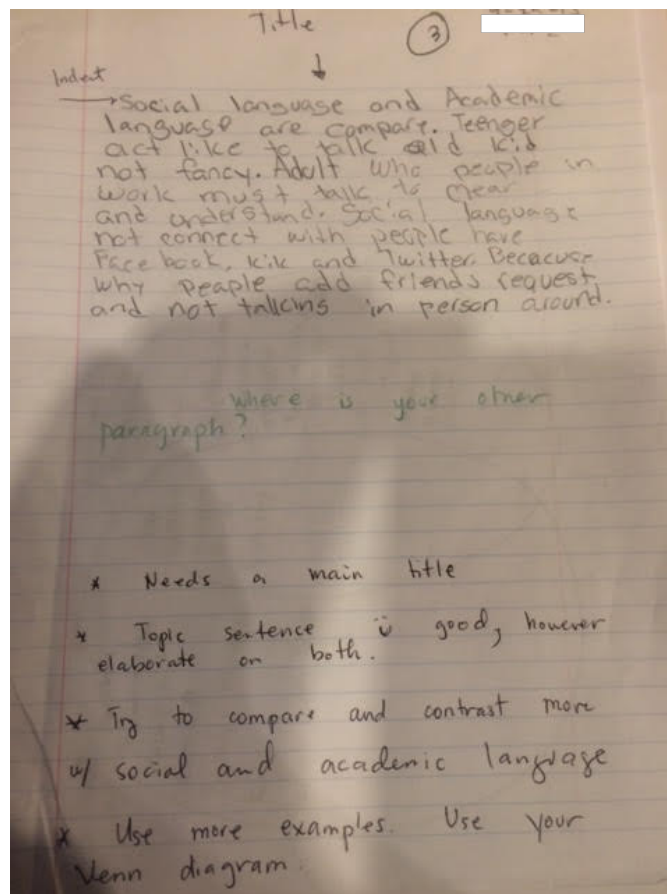 Title
3
Indent
Social language and Academic
language are compare. Teenger
act like to talk old kid
not fancy. Adult who people in
work must talk to clear
and understand. Social language
not connect with people have
Facebook, kik and Twitter. Becacuse
why people add friends request
and not talking in person around.
where is your other
paragraph?
* Needs a main title
* Topic sentence is good, however
elaborate on both.
* Try to compare and contrast more
w/ social and academic language
* Use more examples. Use your
Venn diagram.